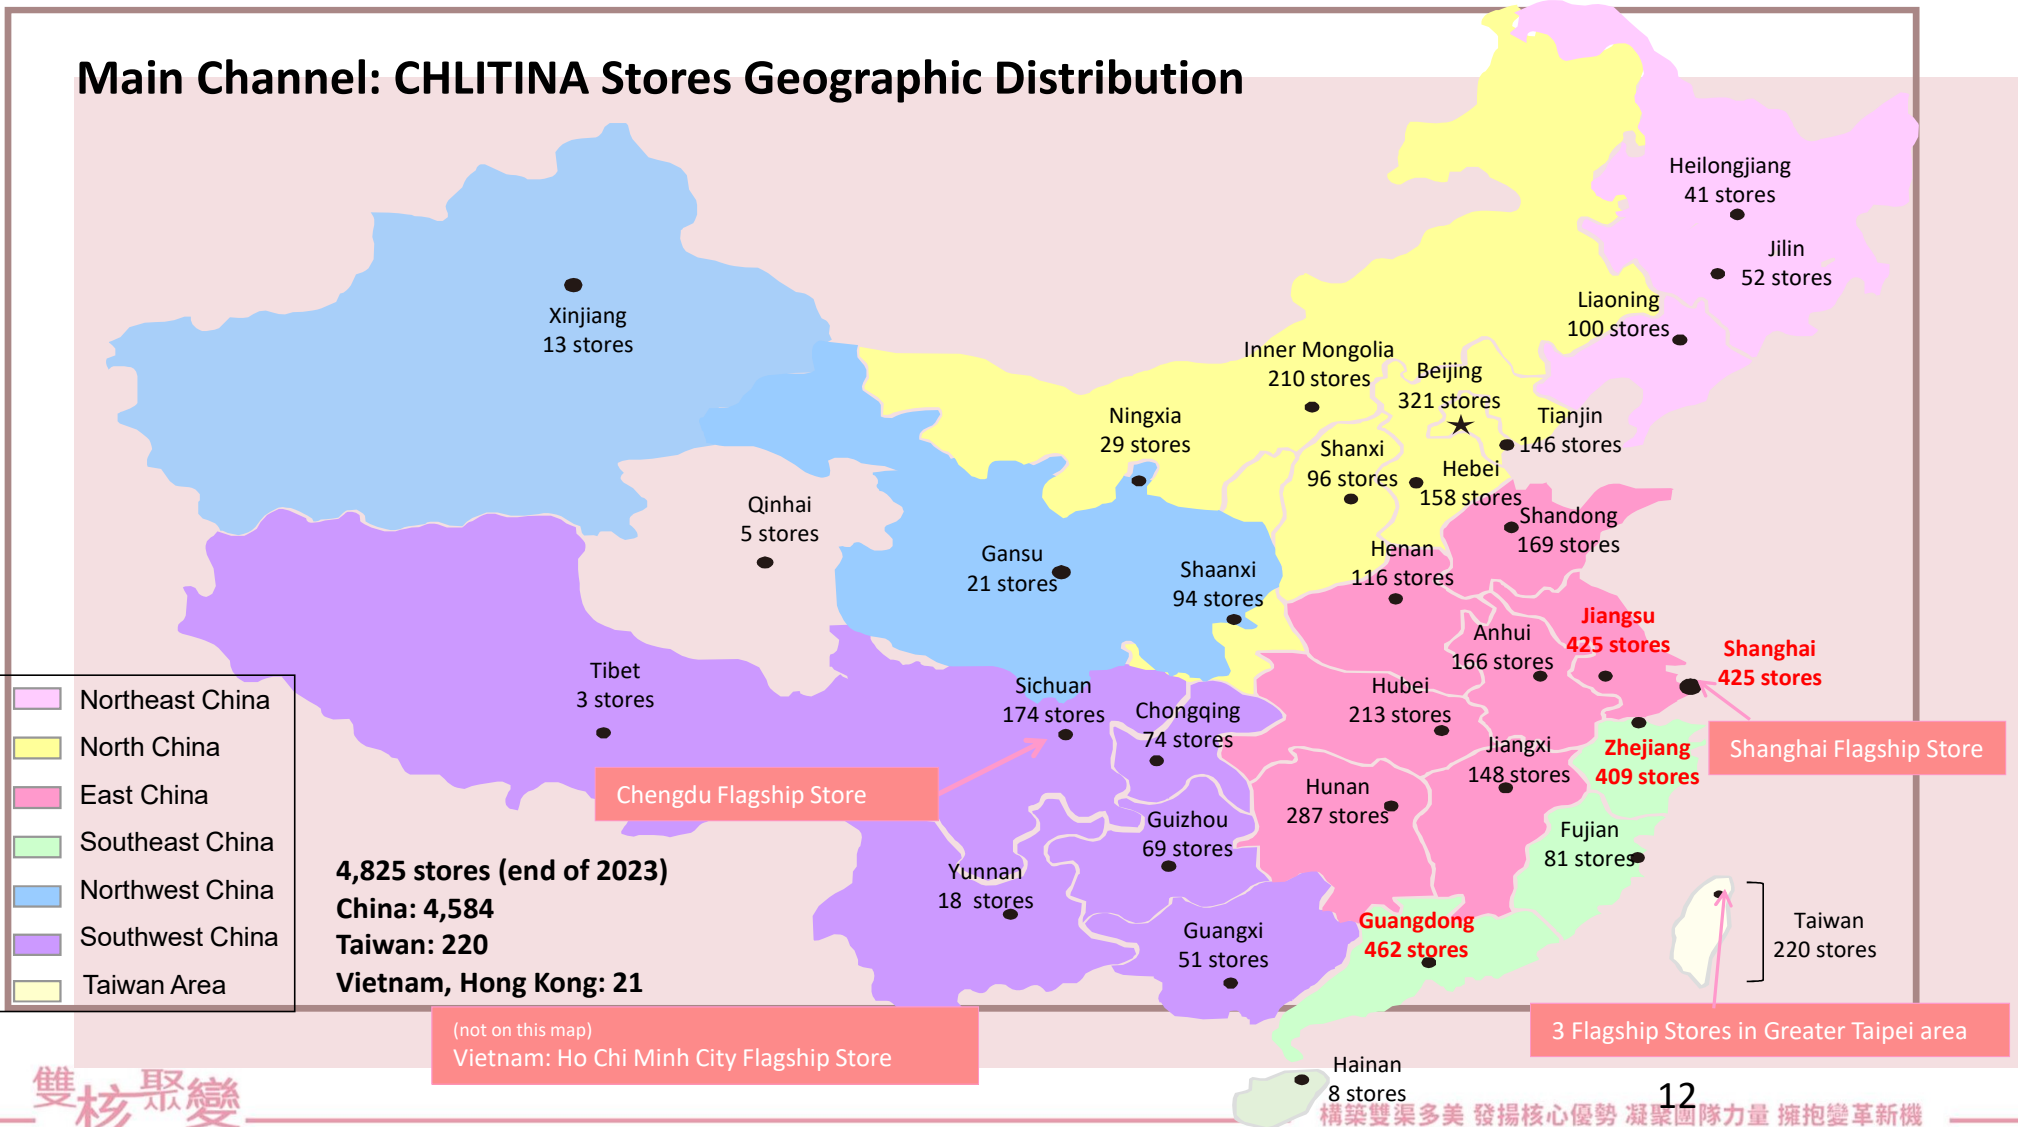 Main Channel: CHLITINA Stores Geographic Distribution
Heilongjiang
41 stores
Jilin
52 stores
Liaoning
100 stores
Xinjiang
13 stores
Inner Mongolia
210 stores
Beijing
321 stores
Tianjin
146 stores
Ningxia
29 stores
Shanxi
96 stores
Hebei
158 stores
Qinhai
5 stores
Shandong
169 stores
Gansu
21 stores
Shaanxi
94 stores
Henan
116 stores
Jiangsu
425 stores
Anhui
166 stores
Shanghai
425 stores
Tibet
3 stores
Sichuan
174 stores
Chongqing
74 stores
Hubei
213 stores
Jiangxi
148 stores
Zhejiang
409 stores
Shanghai Flagship Store
Chengdu Flagship Store
Hunan
287 stores
Guizhou
69 stores
Fujian
81 stores
Yunnan
18 stores
Guangxi
51 stores
Guangdong
462 stores
Taiwan
220 stores
Northeast China
North China
East China
Southeast China
Northwest China
Southwest China
Taiwan Area
4,825 stores (end of 2023)
China: 4,584
Taiwan: 220
Vietnam, Hong Kong: 21
(not on this map)
Vietnam: Ho Chi Minh City Flagship Store
3 Flagship Stores in Greater Taipei area
Hainan
8 stores
12
雙核聚變
構築雙渠多美 發揚核心優勢 凝聚團隊力量 擁抱變革新機